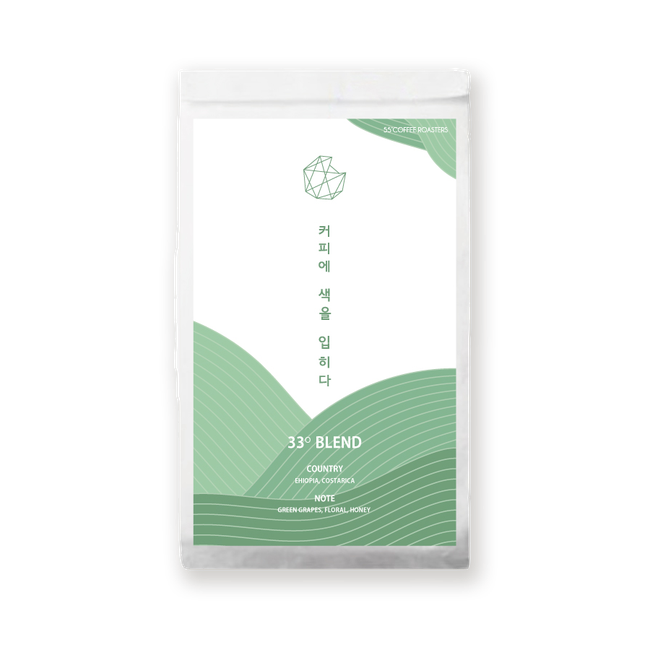 55°COFFEE ROASTERS
커피에 색을 입히다
33° BLEND
COUNTRY
EHIOPIA, COSTARICA
NOTE
GREEN GRAPES, FLORAL, HONEY